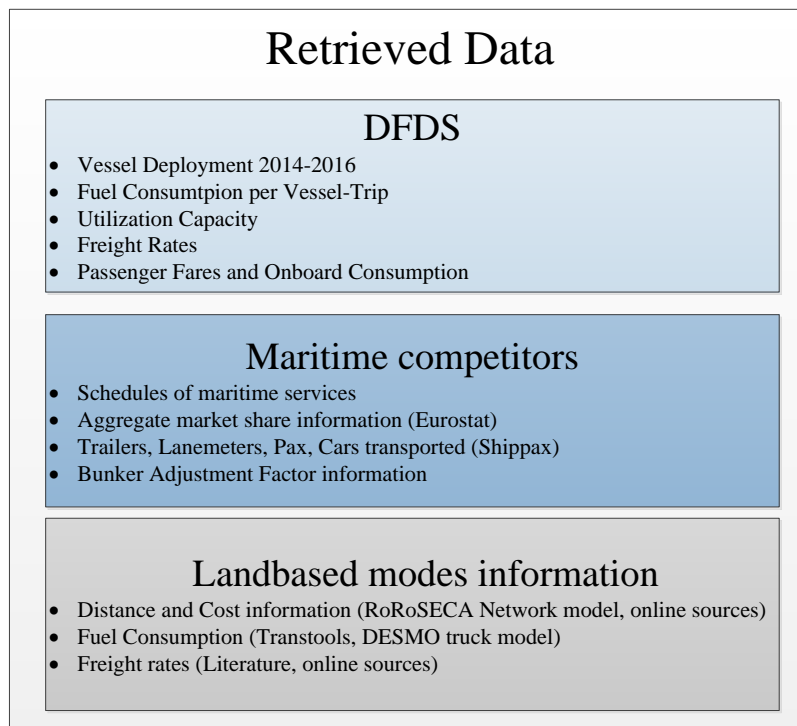 Retrieved Data
DFDS
• Vessel Deployment 2014-2016
• Fuel Consumtpion per Vessel-Trip
• Utilization Capacity
• Freight Rates
• Passenger Fares and Onboard Consumption
Maritime competitors
• Schedules of maritime services
• Aggregate market share information (Eurostat)
• Trailers, Lanemeters, Pax, Cars transported (Shippax)
• Bunker Adjustment Factor information
Landbased modes information
• Distance and Cost information (RoRoSECA Network model, online sources)
• Fuel Consumption (Transtools, DESMO truck model)
• Freight rates (Literature, online sources)